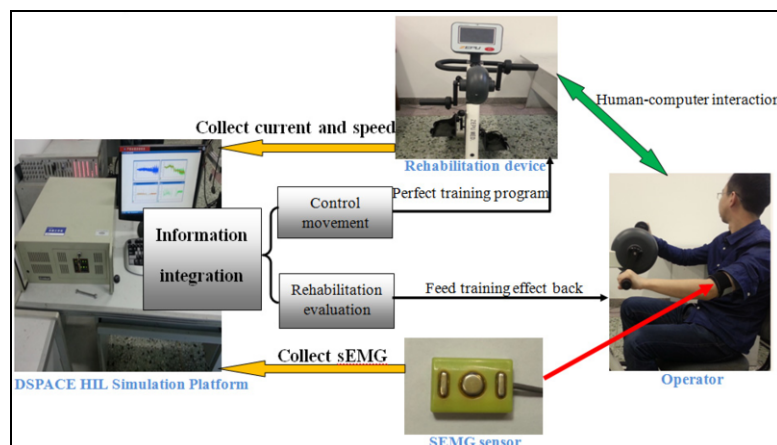 Human-computer interaction
Collect current and speed
Rehabilitation device
Control
movement
Perfect training program
Information
integration
Rehabilitation
evaluation
Feed training effect back
Collect sEMG
DSPACE HIL Simulation Platform
Operator
SEMG sensor